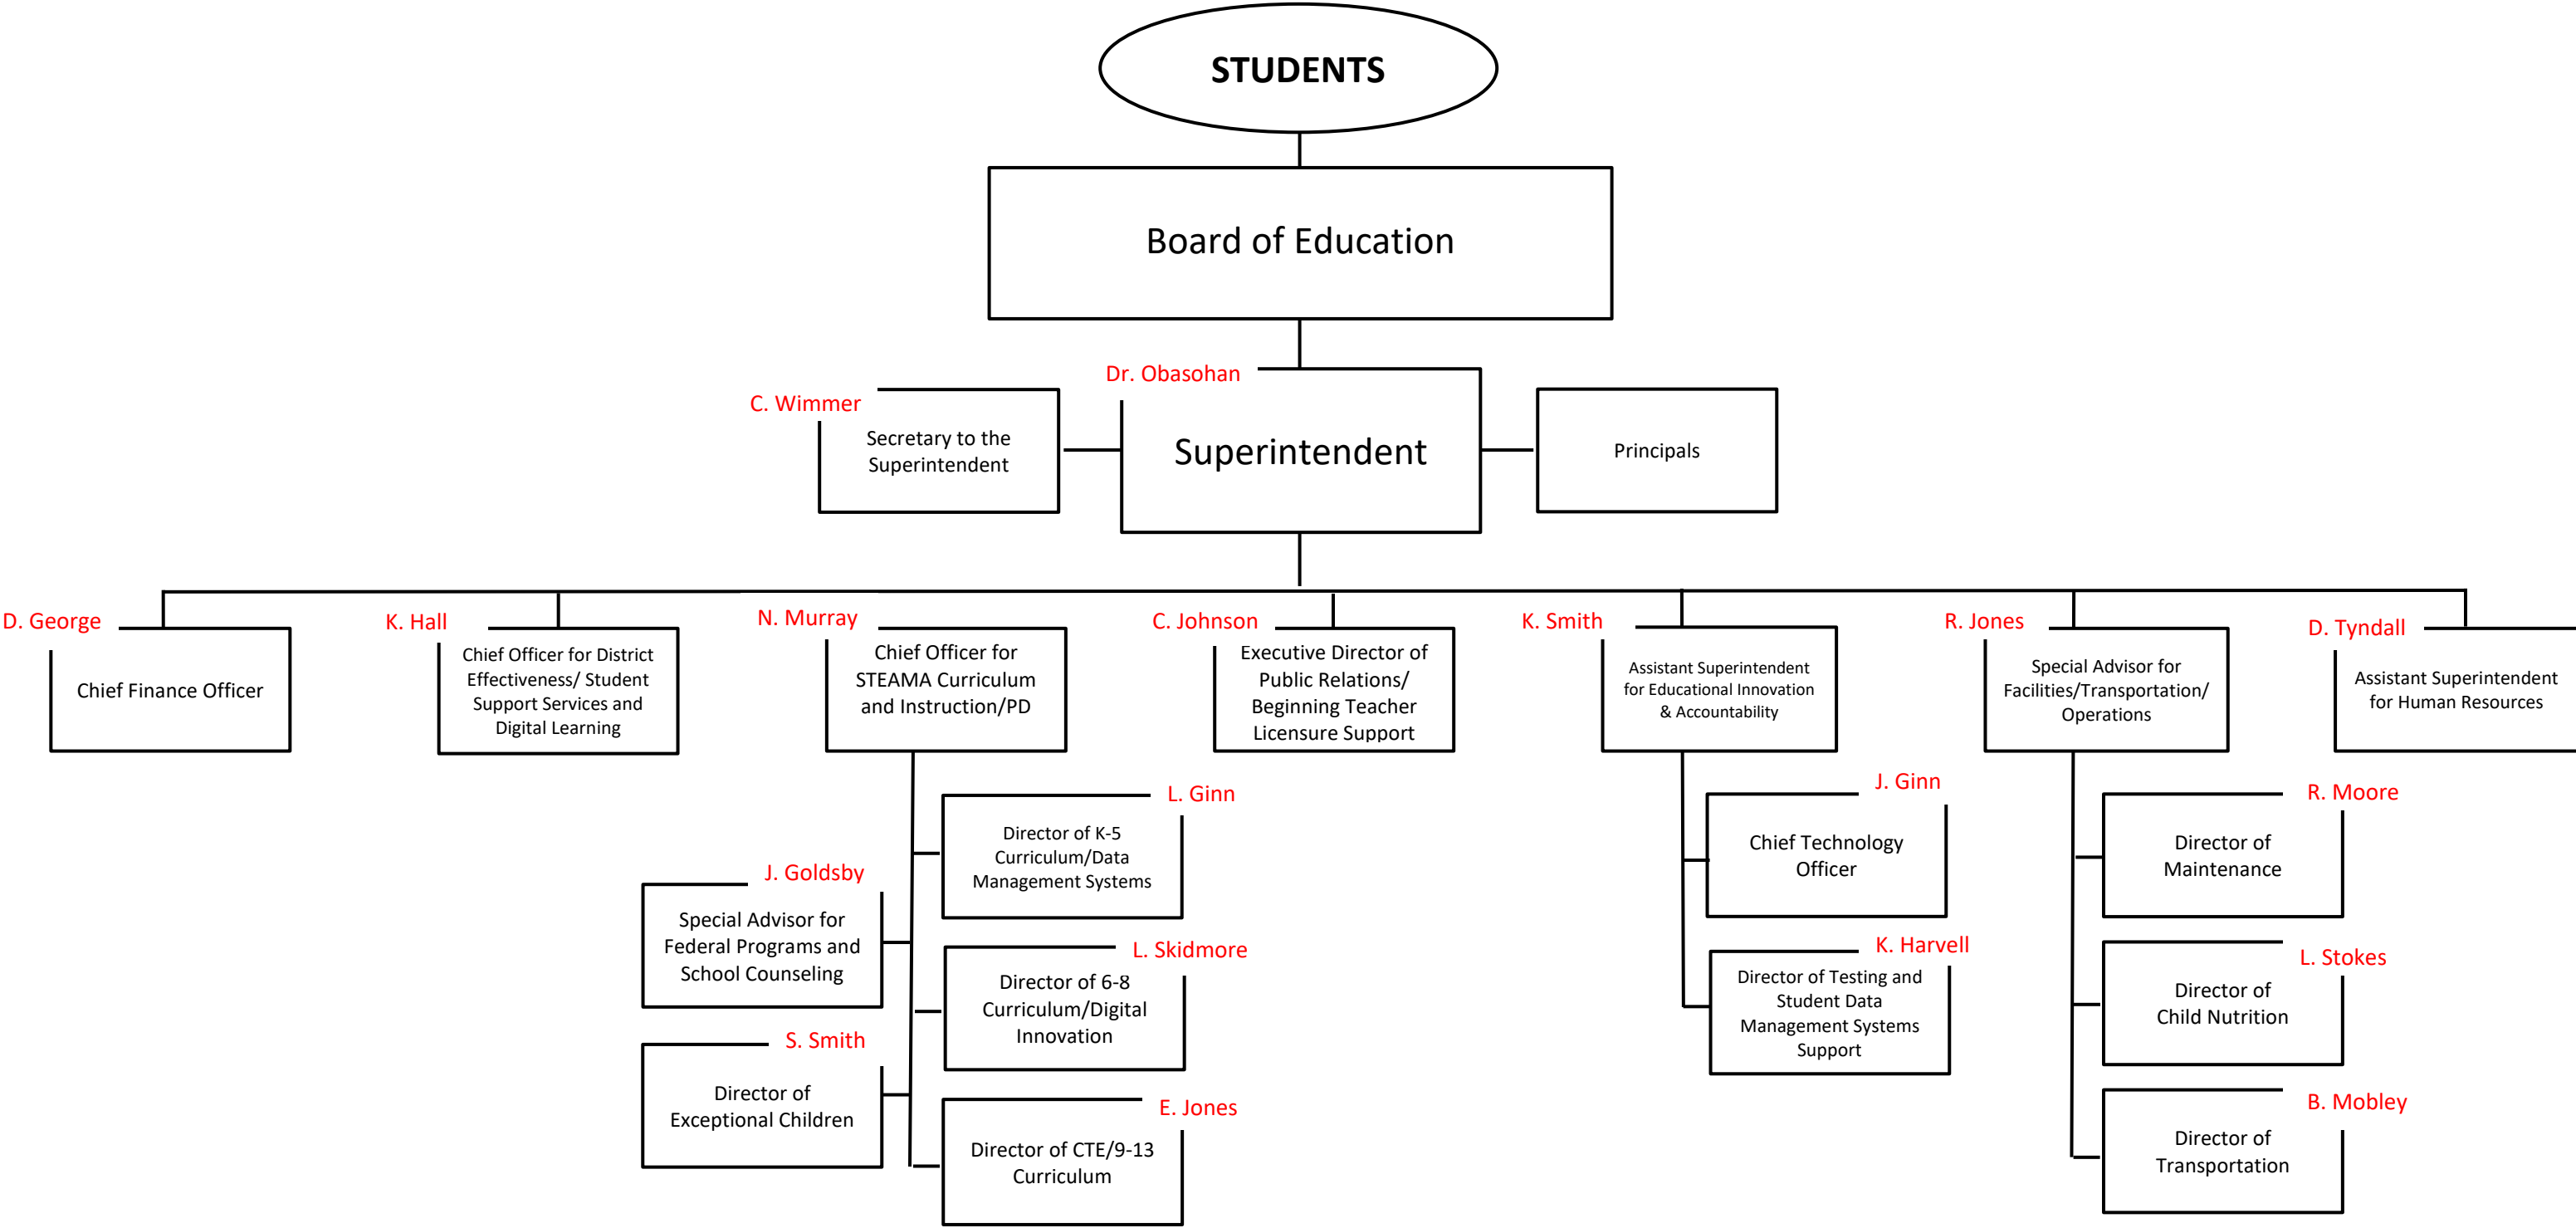 STUDENTS
Board of Education
Dr. Obasohan
Superintendent
C. Wimmer
Secretary to the
Superintendent
Principals
D. George
Chief Finance Officer
K. Hall
Chief Officer for District
Effectiveness/ Student
Support Services and
Digital Learning
N. Murray
Chief Officer for
STEAMA Curriculum
and Instruction/PD
C. Johnson
Executive Director of
Public Relations/
Beginning Teacher
Licensure Support
K. Smith
Assistant Superintendent
for Educational Innovation
& Accountability
R. Jones
Special Advisor for
Facilities/Transportation/
Operations
D. Tyndall
Assistant Superintendent
for Human Resources
J. Goldsby
Special Advisor for
Federal Programs and
School Counseling
S. Smith
Director of
Exceptional Children
L. Ginn
Director of K-5
Curriculum/Data
Management Systems
L. Skidmore
Director of 6-8
Curriculum/Digital
Innovation
E. Jones
Director of CTE/9-13
Curriculum
J. Ginn
Chief Technology
Officer
K. Harvell
Director of Testing and
Student Data
Management Systems
Support
R. Moore
Director of
Maintenance
L. Stokes
Director of
Child Nutrition
B. Mobley
Director of
Transportation